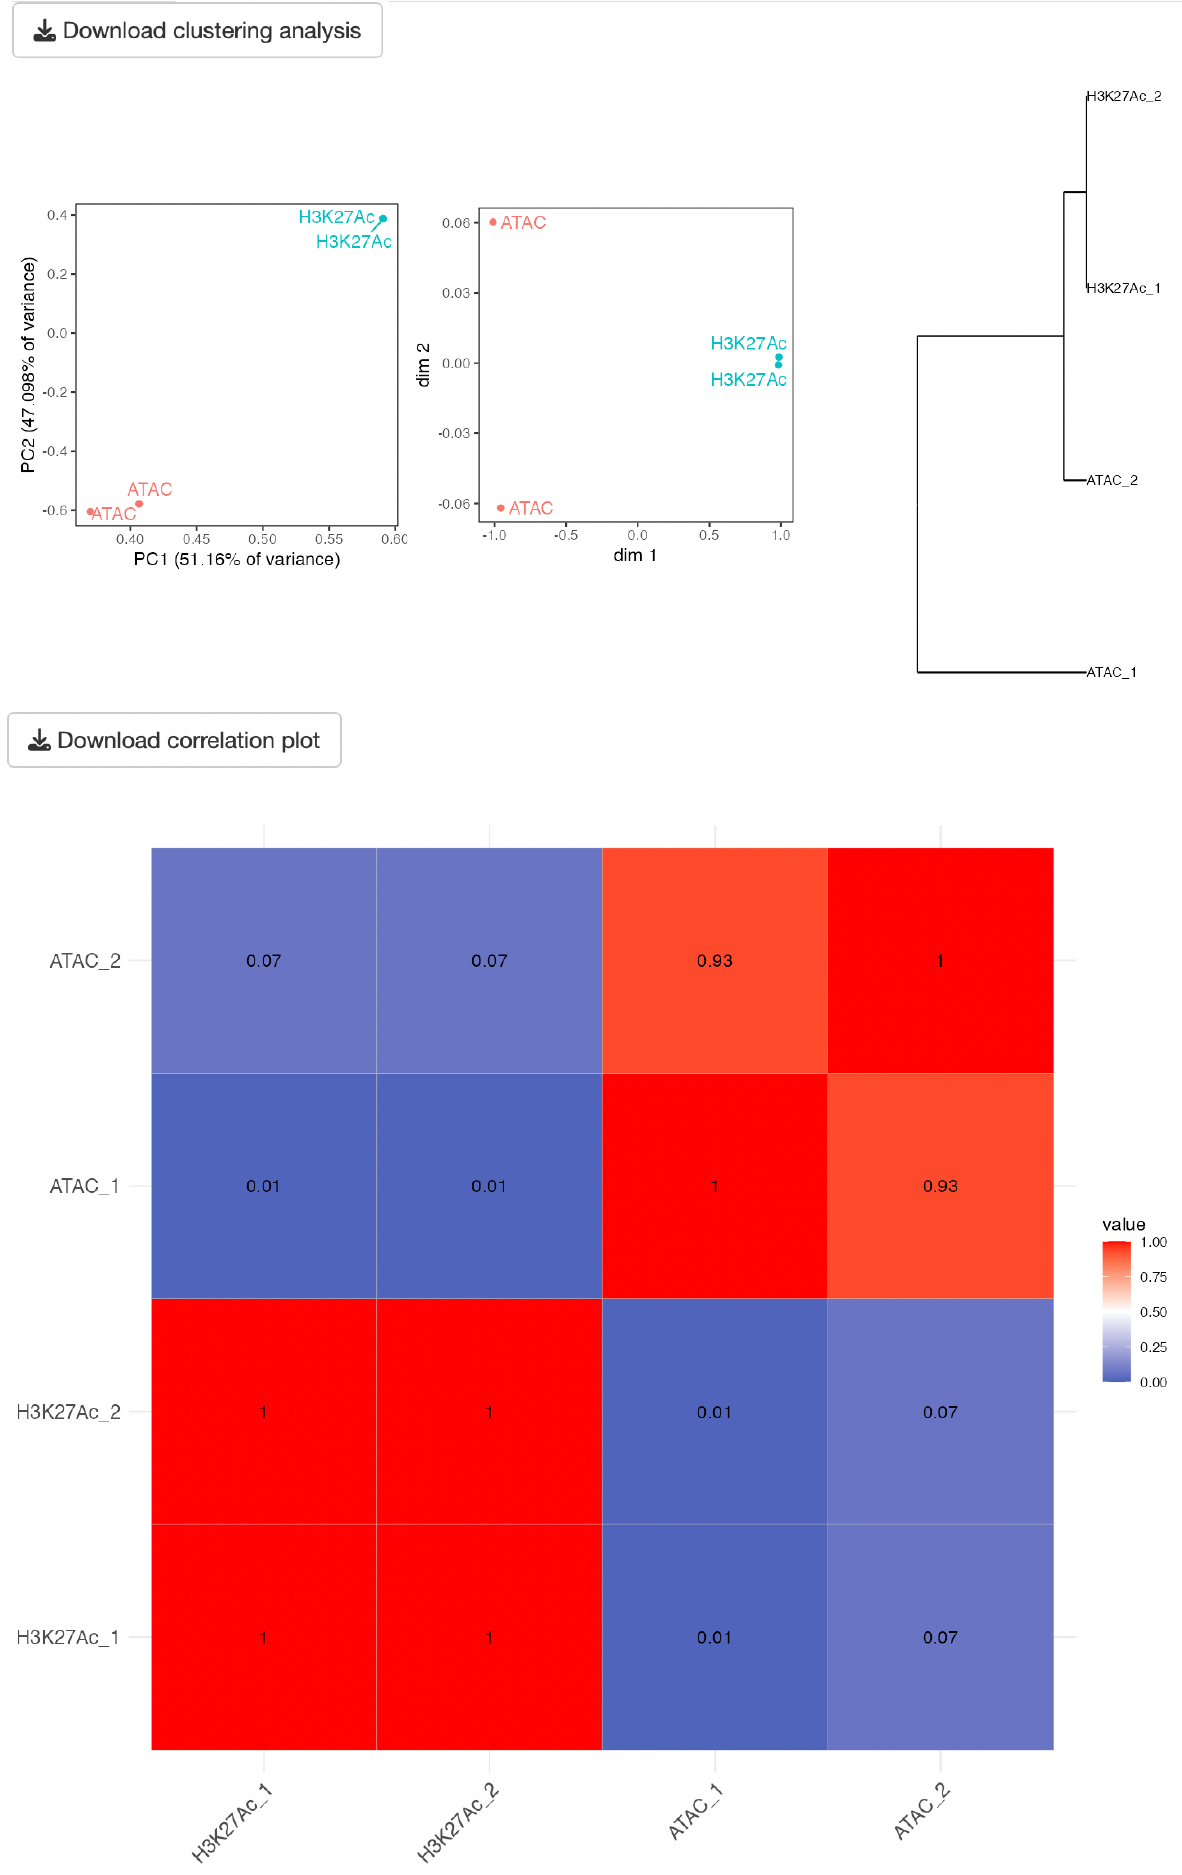 Download clustering analysis
H3K27Ac_2
H3K27Ac_1
ATAC_2
ATAC_1
PC2 (47.098% of variance)
0.4
0.2
0.0
-0.2
-0.4
-0.6
H3K27Ac
H3K27Ac
ATAC
ATAC
0.40 0.45 0.50 0.55 0.60
PC1 (51.16% of variance)
dim 2
0.06
0.03
0.00
-0.03
-0.06
ATAC
H3K27Ac
H3K27Ac
ATAC
-1.0 -0.5 0.0 0.5 1.0
dim 1
Download correlation plot
ATAC_2 0.07 0.07 0.93 1
ATAC_1 0.01 0.01 1 0.93
H3K27Ac_2 1 1 0.01 0.07
H3K27Ac_1 1 1 0.01 0.07
H3K27Ac_1 H3K27Ac_2 ATAC_1 ATAC_2
value
1.00
0.75
0.50
0.25
0.00